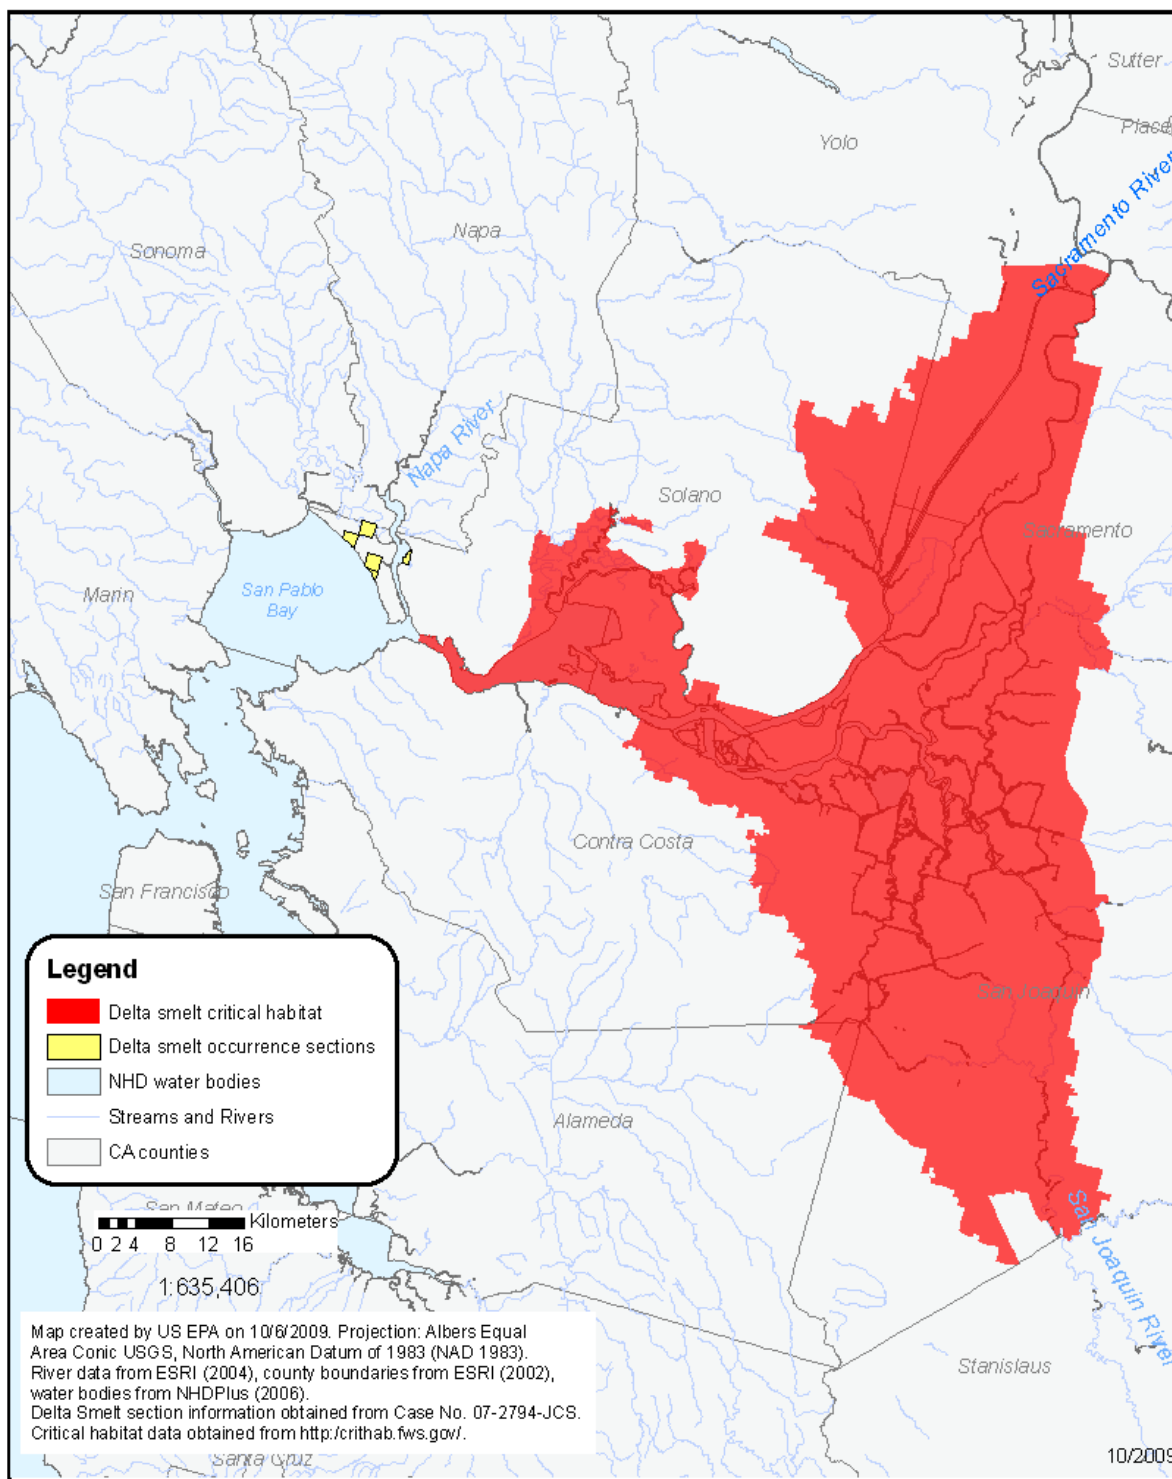 Sutter
Place
Yolo
Sacramento River
Napa
Sonoma
Napa River
Solano
Sacramento
San Pablo
Bay
Marin
Contra Costa
San Francisco
San Joaquin
Legend
Delta smelt critical habitat
Delta smelt occurrence sections
NHD water bodies
Streams and Rivers
CA counties
Alameda
San Mateo
Kilometers
0 2 4 8 12 16
1:635,406
San Joaquin River
Stanislaus
Map created by US EPA on 10/6/2009. Projection: Albers Equal
Area Conic USGS, North American Datum of 1983 (NAD 1983).
River data from ESRI (2004), county boundaries from ESRI (2002),
water bodies from NHDPlus (2006).
Delta Smelt section information obtained from Case No. 07-2794-JCS.
Critical habitat data obtained from http:/crithab.fws.gov/.
Santa Cruz
10/2009